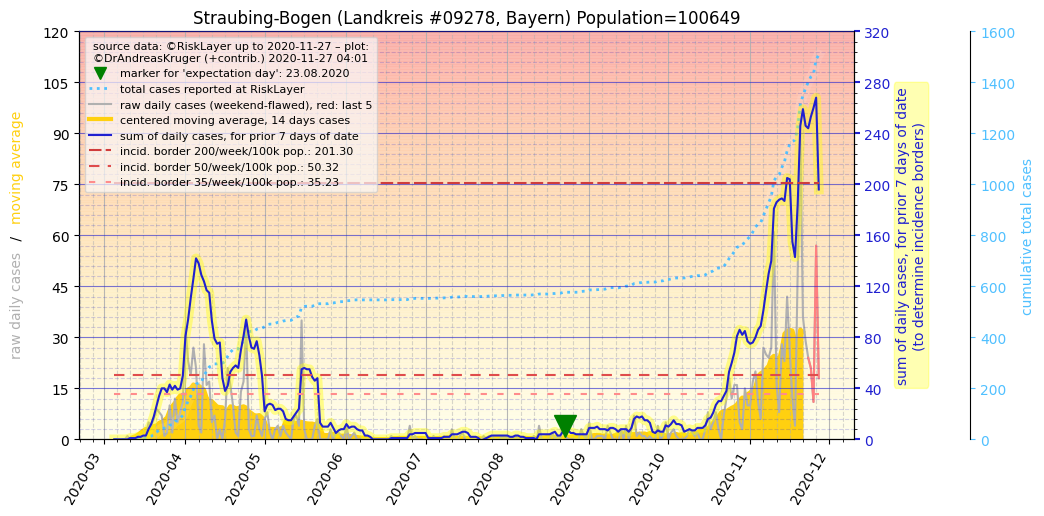 Straubing-Bogen (Landkreis #09278, Bayern) Population=100649
source data: ©RiskLayer up to 2020-11-27 – plot:
©DrAndreasKruger (+contrib.) 2020-11-27 04:01
marker for 'expectation day': 23.08.2020
total cases reported at RiskLayer
raw daily cases (weekend-flawed), red: last 5
centered moving average, 14 days cases
sum of daily cases, for prior 7 days of date
incid. border 200/week/100k pop.: 201.30
incid. border 50/week/100k pop.: 50.32
incid. border 35/week/100k pop.: 35.23
raw daily cases / moving average
120
105
90
75
60
45
30
15
0
320
280
240
200
160
120
80
40
0
sum of daily cases, for prior 7 days of date
(to determine incidence borders)
1600
1400
1200
1000
800
600
400
200
0
cumulative total cases
2020-03
2020-04
2020-05
2020-06
2020-07
2020-08
2020-09
2020-10
2020-11
2020-12